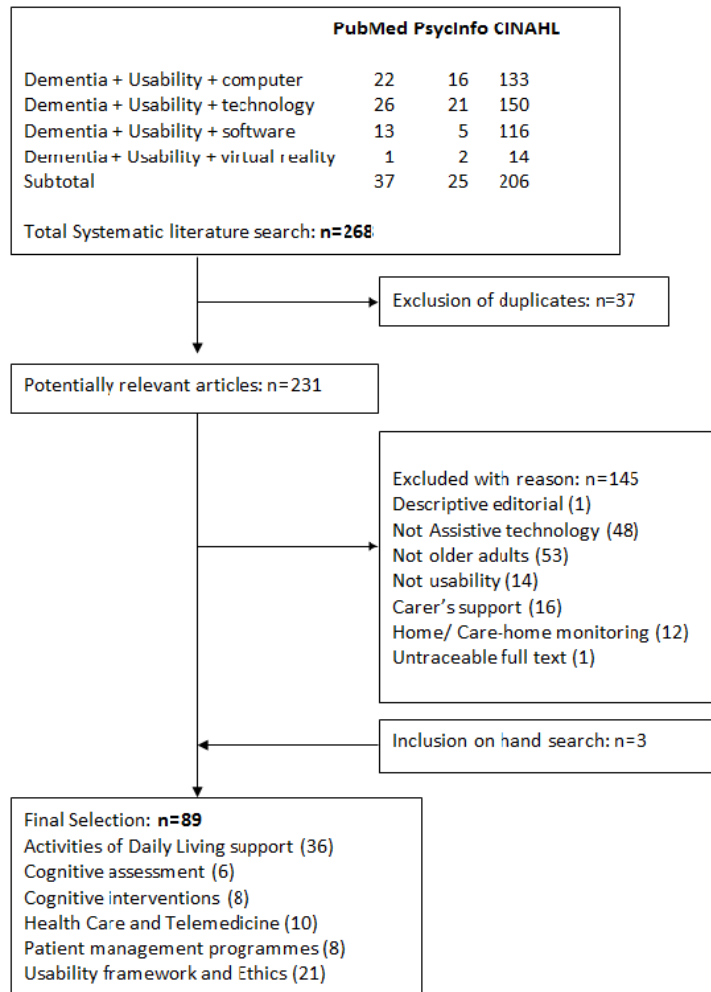 PubMed PsycInfo CINAHL
Dementia + Usability + computer 22 16 133
Dementia + Usability + technology 26 21 150
Dementia + Usability + software 13 5 116
Dementia + Usability + virtual reality 1 2 14
Subtotal 37 25 206
Total Systematic literature search: n=268
Exclusion of duplicates: n=37
Potentially relevant articles: n=231
Excluded with reason: n=145
Descriptive editorial (1)
Not Assistive technology (48)
Not older adults (53)
Not usability (14)
Carer's support (16)
Home/ Care-home monitoring (12)
Untraceable full text (1)
Inclusion on hand search: n=3
Final Selection: n=89
Activities of Daily Living support (36)
Cognitive assessment (6)
Cognitive interventions (8)
Health Care and Telemedicine (10)
Patient management programmes (8)
Usability framework and Ethics (21)